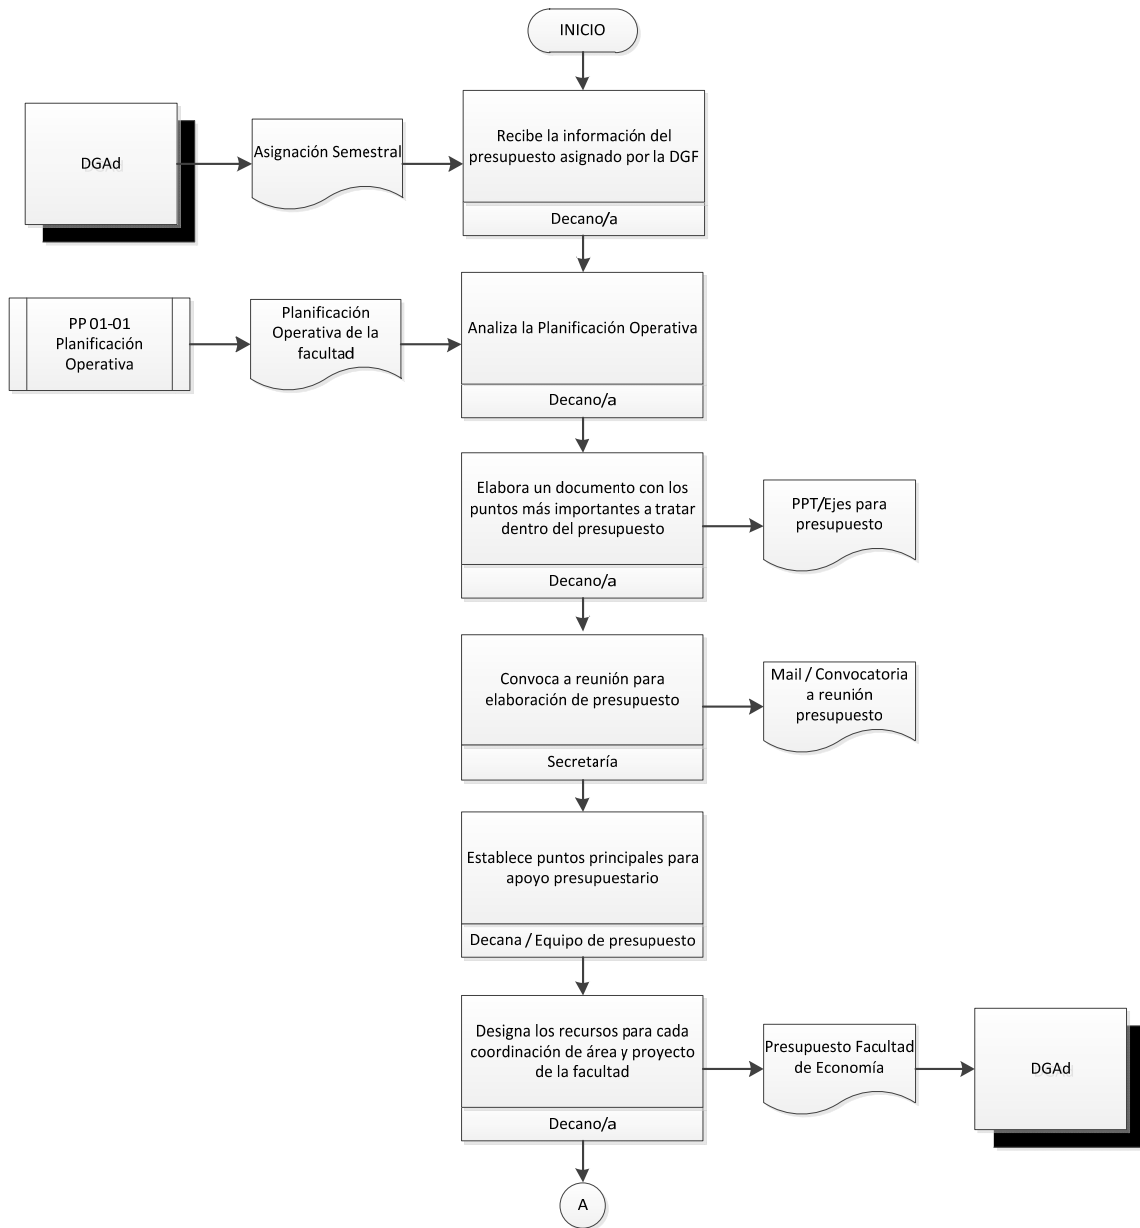 INICIO
DGAd
Asignación Semestral
Recibe la información del
presupuesto asignado por la DGF
Decano/a
PP 01-01
Planificación
Operativa
Planificación
Operativa de la
facultad
Analiza la Planificación Operativa
Decano/a
Elabora un documento con los
puntos más importantes a tratar
dentro del presupuesto
Decano/a
PPT/Ejes para
presupuesto
Convoca a reunión para
elaboración de presupuesto
Secretaría
Mail / Convocatoria
a reunión
presupuesto
Establece puntos principales para
apoyo presupuestario
Decana / Equipo de presupuesto
Designa los recursos para cada
coordinación de área y proyecto
de la facultad
Decano/a
Presupuesto Facultad
de Economía
DGAd
A